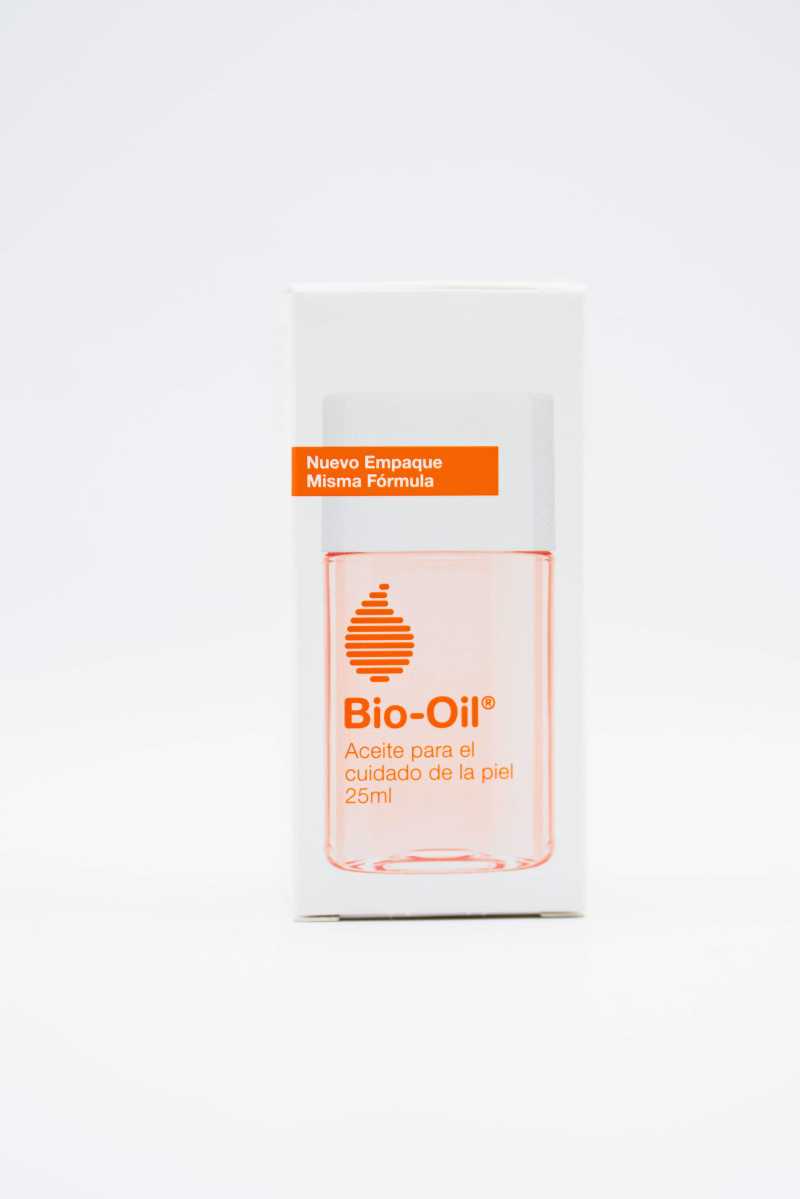 Nuevo Empaque
Misma Fórmula
Bio-Oil®
Aceite para el
cuidado de la piel
25ml